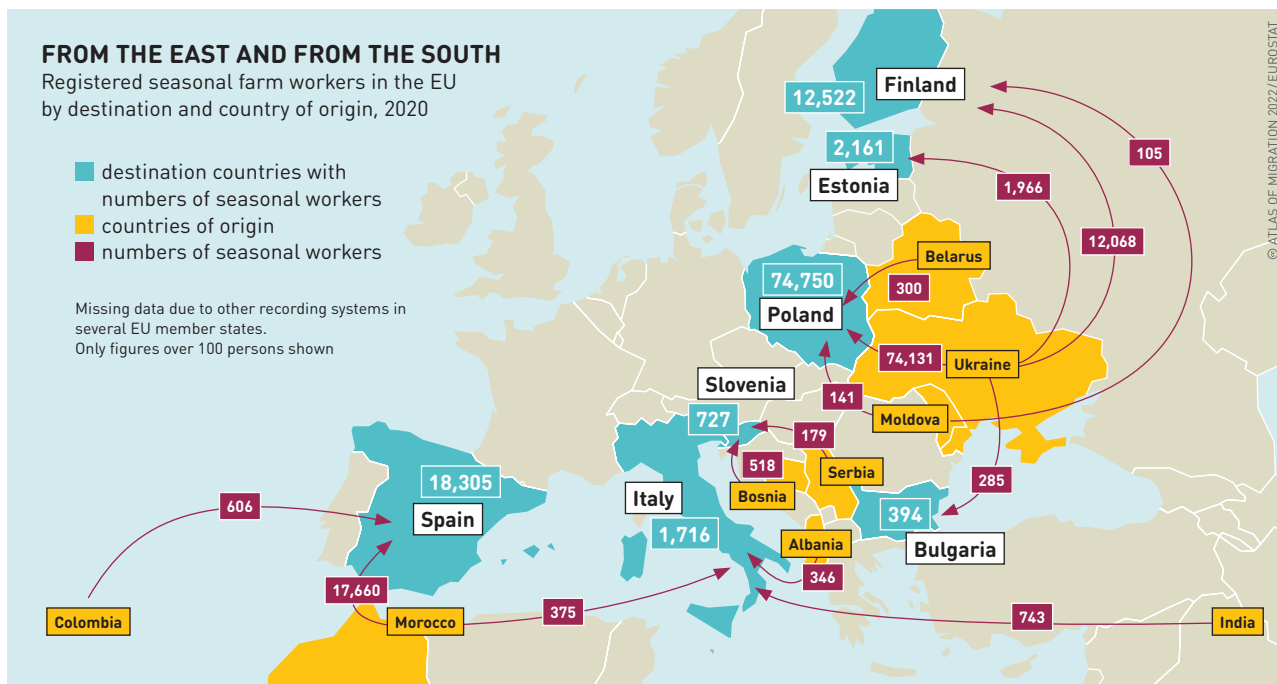 FROM THE EAST AND FROM THE SOUTH
Registered seasonal farm workers in the EU
by destination and country of origin, 2020
destination countries with
numbers of seasonal workers
countries of origin
numbers of seasonal workers
Missing data due to other recording systems in
several EU member states.
Only figures over 100 persons shown
© ATLAS OF MIGRATION 2022/EUROSTAT
Finland
12,522
105
2,161
Estonia
1,966
12,068
Belarus
74,750
300
Poland
74,131
Ukraine
Slovenia
141
Moldova
727
179
518
Serbia
Bosnia
18,305
Spain
606
Italy
1,716
285
394
Bulgaria
Albania
346
17,660
Colombia
Morocco
375
743
India